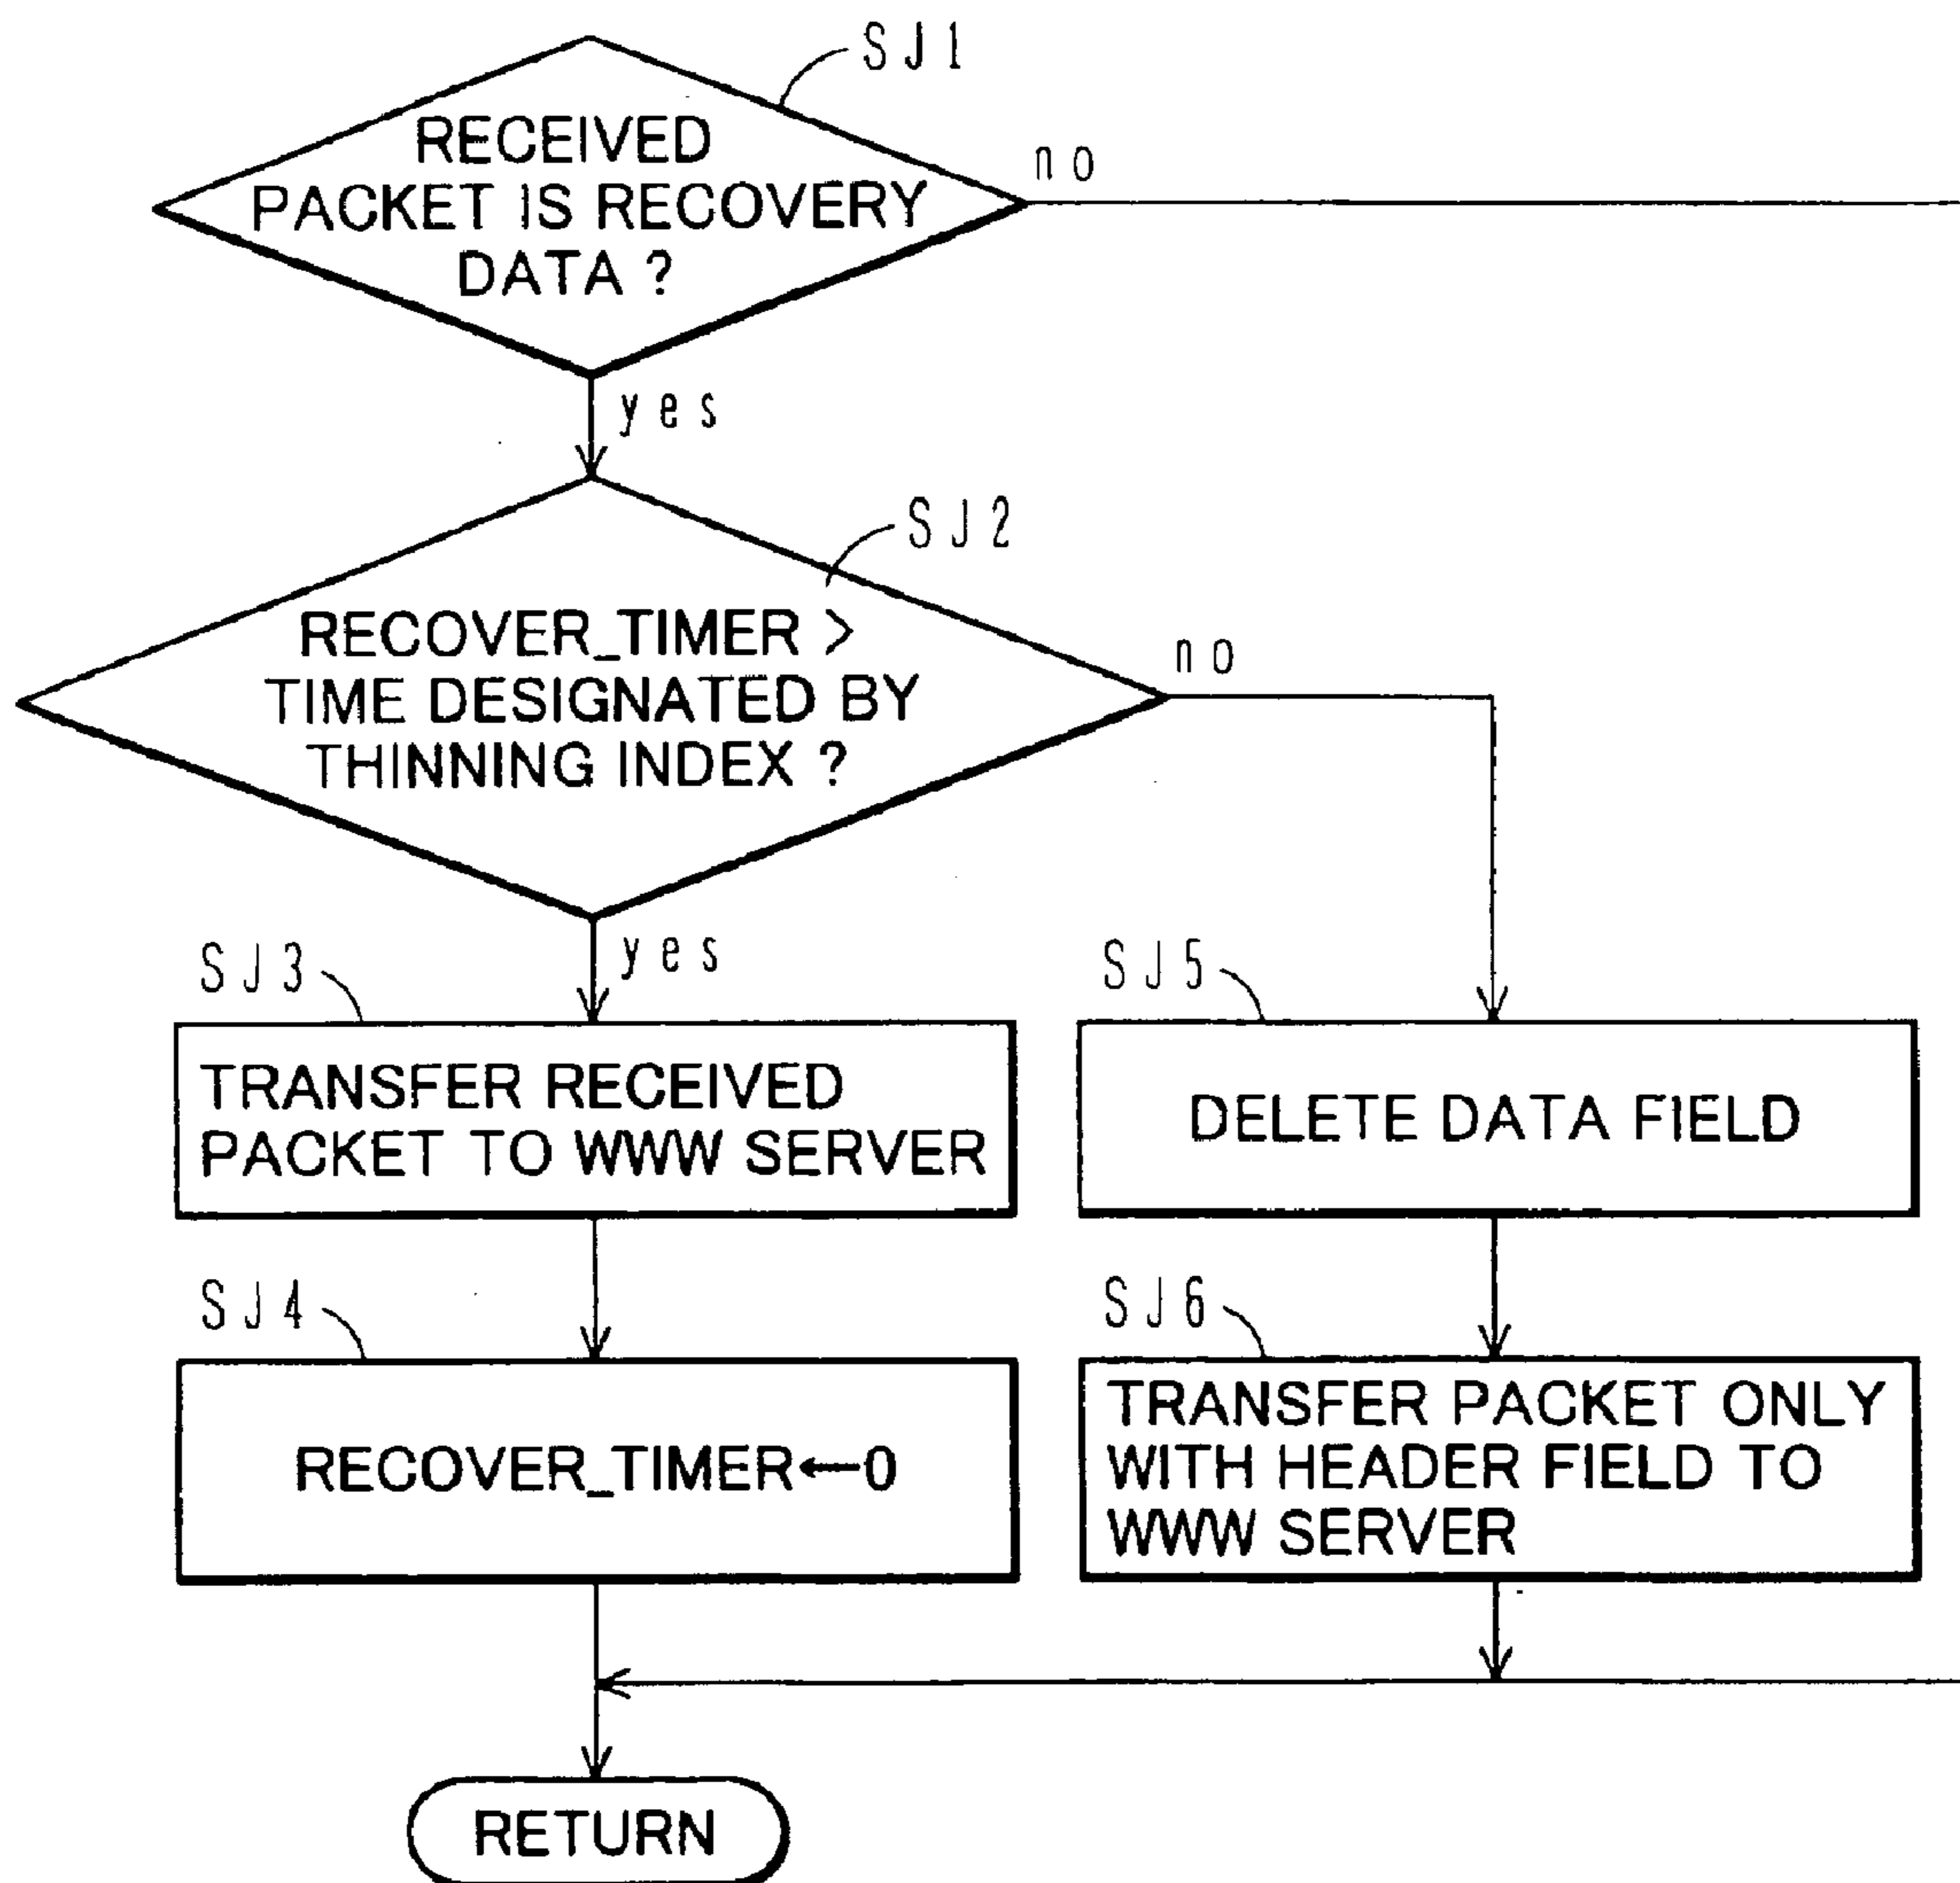 SJ1
RECEIVED
PACKET IS RECOVERY
DATA ?
no
yes
SJ2
RECOVER_TIMER >
TIME DESIGNATED BY
THINNING INDEX ?
no
yes
SJ3
TRANSFER RECEIVED
PACKET TO WWW SERVER
SJ5
DELETE DATA FIELD
SJ4
RECOVER_TIMER←0
SJ6
TRANSFER PACKET ONLY
WITH HEADER FIELD TO
WWW SERVER
RETURN